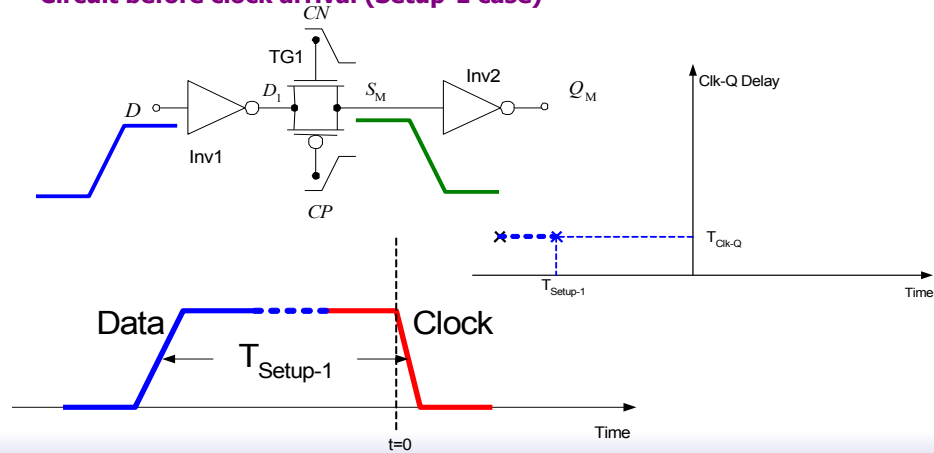 Circuit before clock arrival (Setup-1 case)
CN
TG1
Inv2
Clk-Q Delay
D
D1
SM
QM
Inv1
CP
TClk-Q
TSetup-1
Time
Data
Clock
TSetup-1
Time
t=0